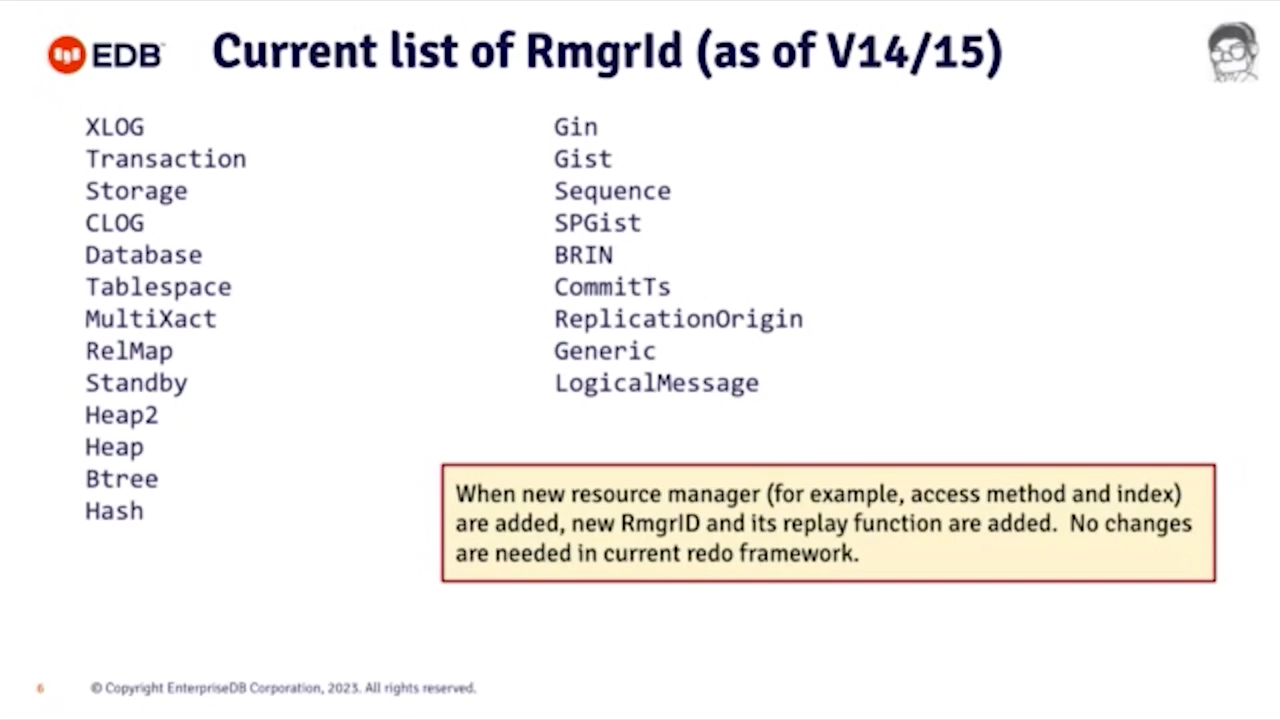 EDB
Current list of RmgrId (as of V14/15)
XLOG
Transaction
Storage
CLOG
Database
Tablespace
MultiXact
RelMap
Standby
Heap2
Heap
Btree
Hash
Gin
Gist
Sequence
SPGist
BRIN
CommitTs
ReplicationOrigin
Generic
LogicalMessage
When new resource manager (for example, access method and index)
are added, new RmgrID and its replay function are added. No changes
are needed in current redo framework.
6
© Copyright EnterpriseDB Corporation, 2023. All rights reserved.